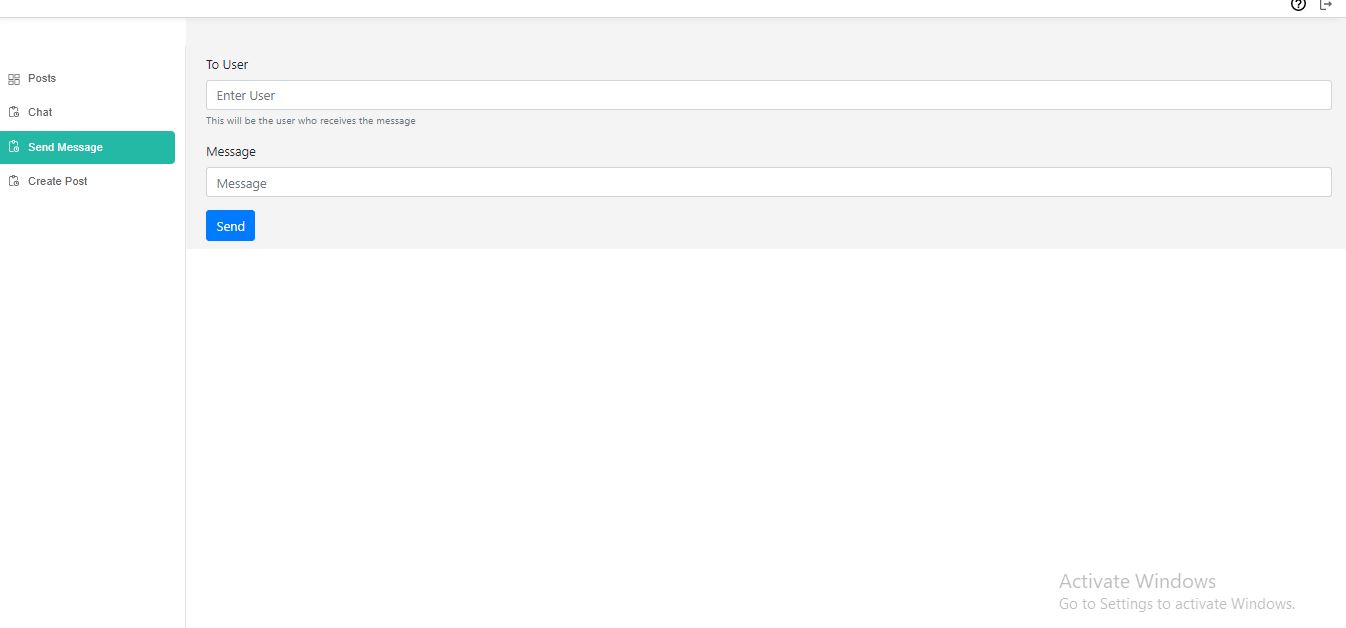 Posts
Chat
Send Message
Create Post
To User
Enter User
This will be the user who receives the message
Message
Message
Send
Activate Windows
Go to Settings to activate Windows.